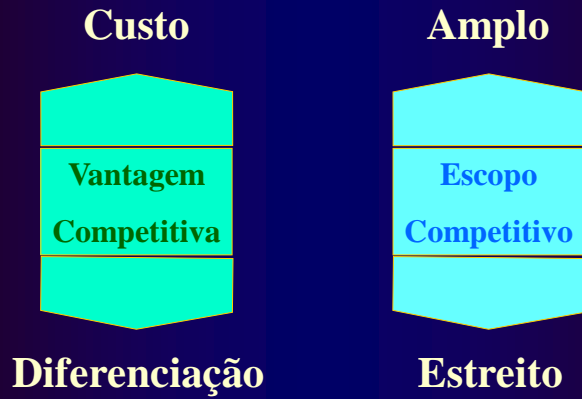 Custo
Amplo
Vantagem
Competitiva
Escopo
Competitivo
Diferenciação
Estreito